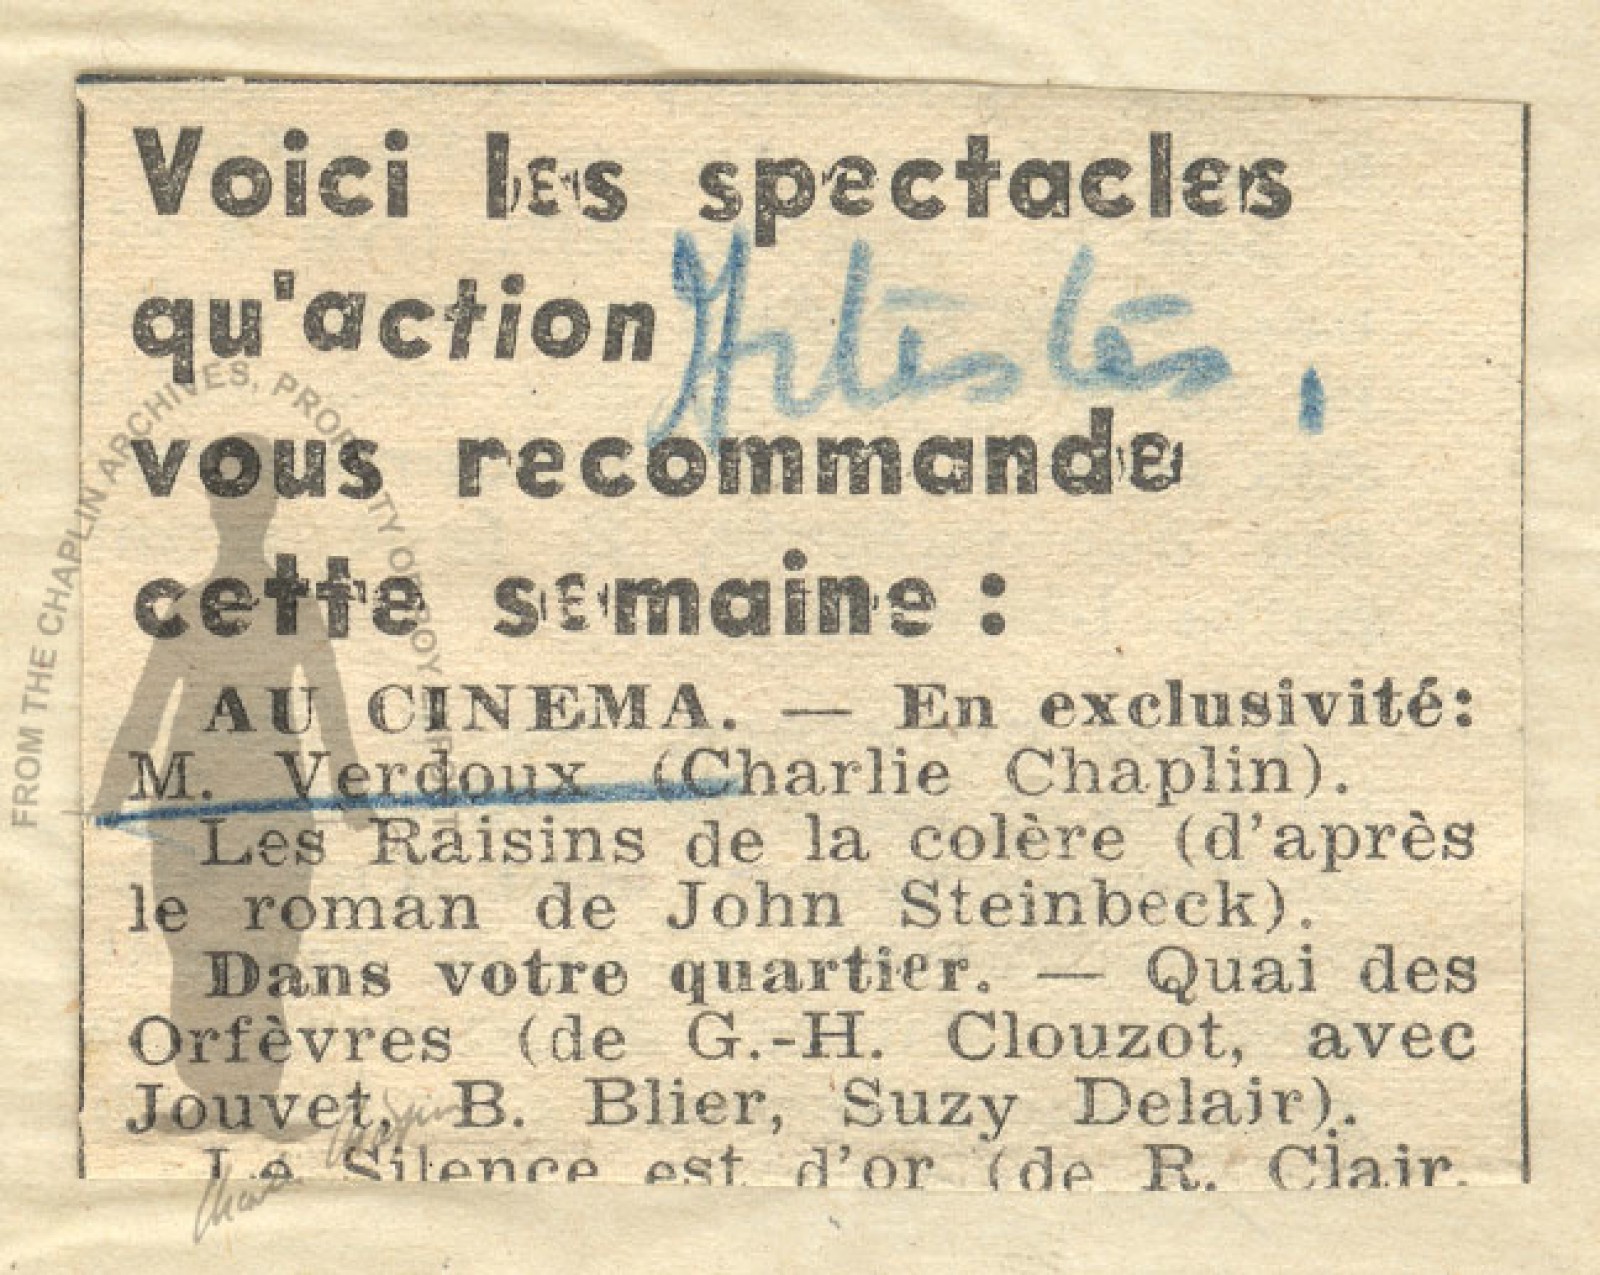 Voici les spectacles
qu'action
Artistes,
vous recommande
cette semaine :
AU CINEMA. — En exclusivité:
M. Verdoux (Charlie Chaplin).
Les Raisins de la colère (d'après
le roman de John Steinbeck).
Dans votre quartier. — Quai des
Orfèvres (de G.-H. Clouzot, avec
Jouvet, B. Blier, Suzy Delair).
Le Silence est d'or (de R. Clair,
FROM THE CHAPLIN ARCHIVES, PROPERTY OF ROY EXPORT